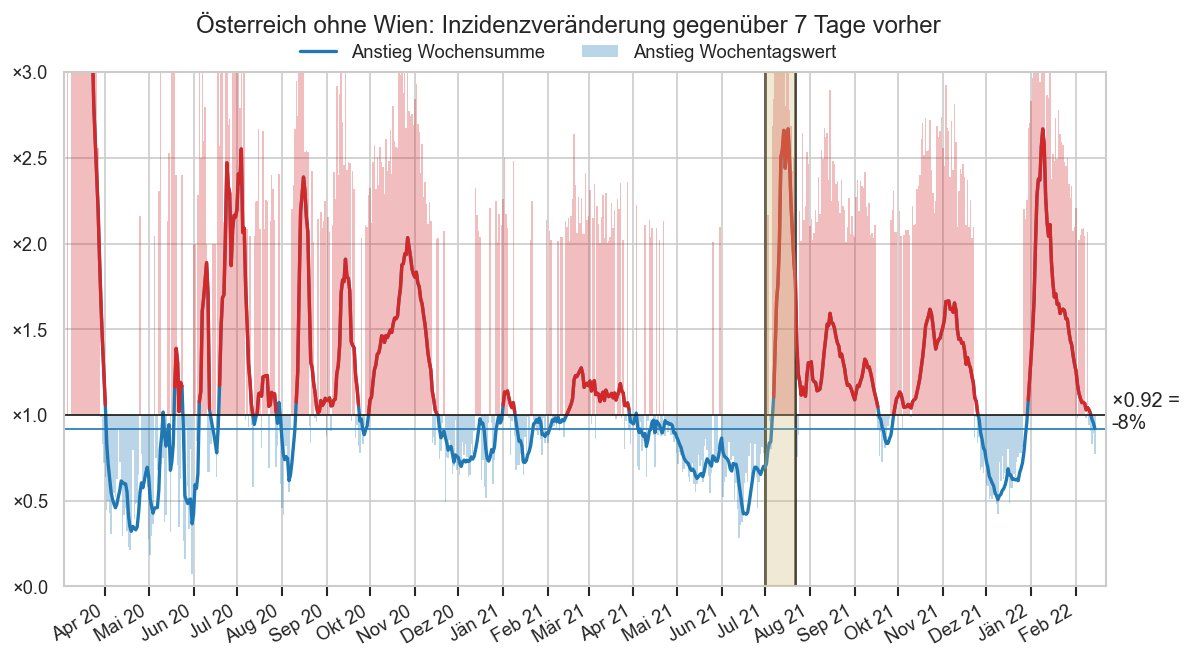 Österreich ohne Wien: Inzidenzveränderung gegenüber 7 Tage vorher
Anstieg Wochensumme
Anstieg Wochentagswert
×3.0
×2.5
×2.0
×1.5
×1.0
×0.5
×0.0
×0.92 =
-8%
Apr 20
Mai 20
Jun 20
Jul 20
Aug 20
Sep 20
Okt 20
Nov 20
Dez 20
Jän 21
Feb 21
Mär 21
Apr 21
Mai 21
Jun 21
Jul 21
Aug 21
Sep 21
Okt 21
Nov 21
Dez 21
Jän 22
Feb 22